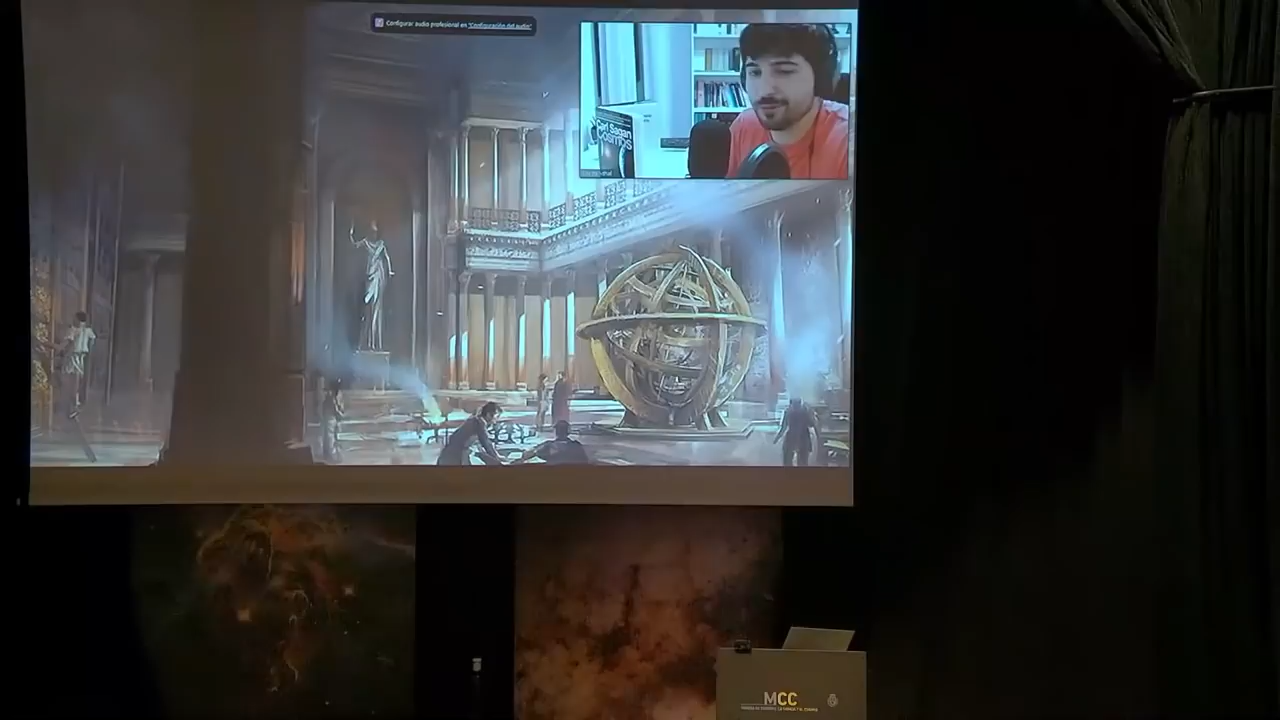 Configurar audio profesional en "Configuración del audio"
Carl Sagan
Cosmos
MCC